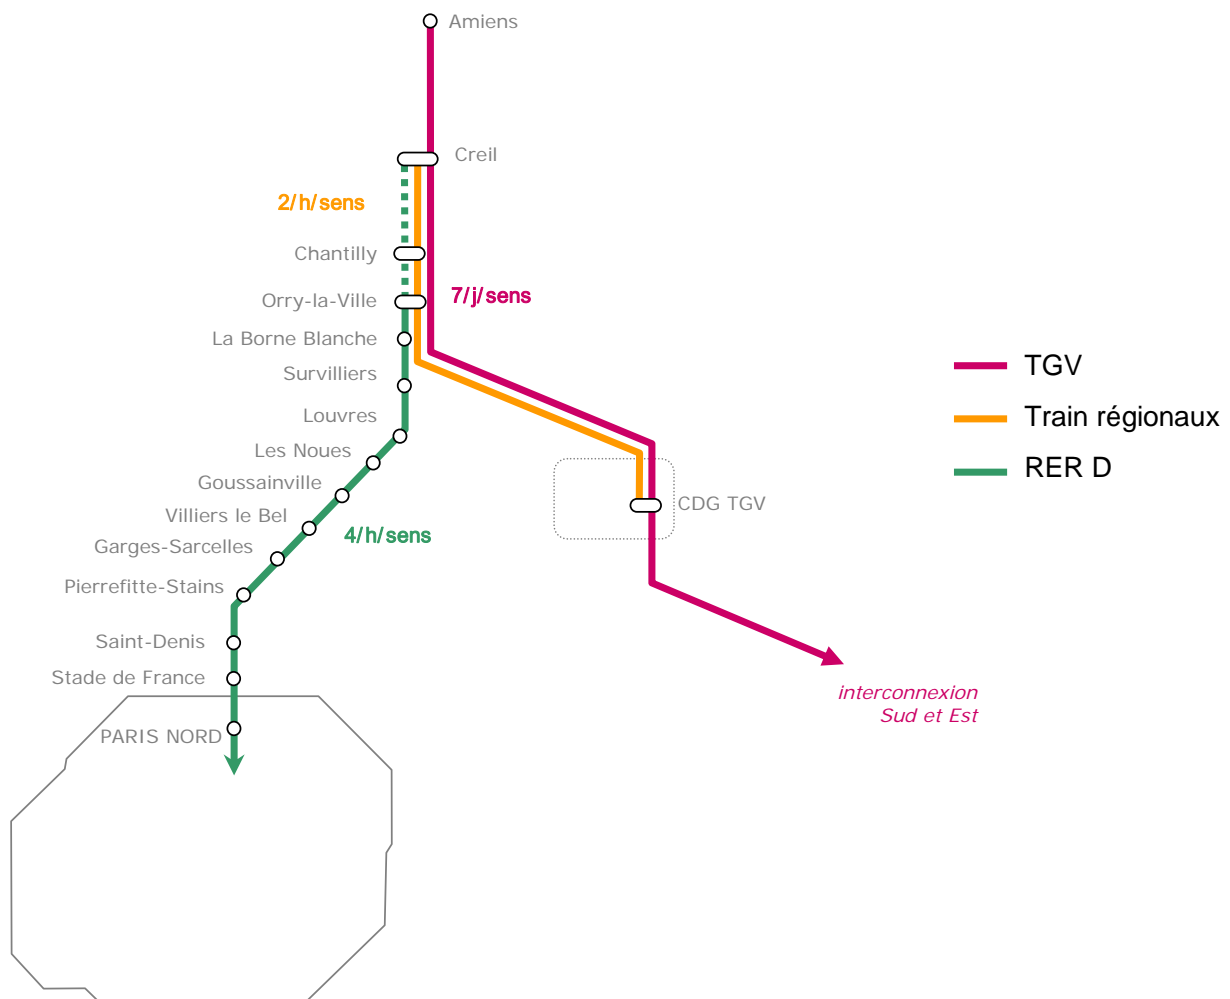 Amiens
Creil
2/h/sens
Chantilly
7/j/sens
Orry-la-Ville
La Borne Blanche
Survilliers
TGV
Louvres
Train régionaux
Les Noues
RER D
Goussainville
CDG TGV
Villiers le Bel
4/h/sens
Garges-Sarcelles
Pierrefitte-Stains
Saint-Denis
Stade de France
interconnexion
Sud et Est
PARIS NORD